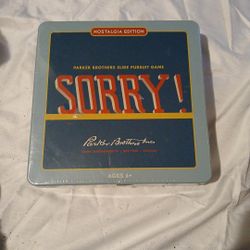 NOSTALGIA EDITION
PARKER BROTHERS SLIDE PURSUIT GAME
SORRY!
Parker Brothers Inc.
AGES 6+